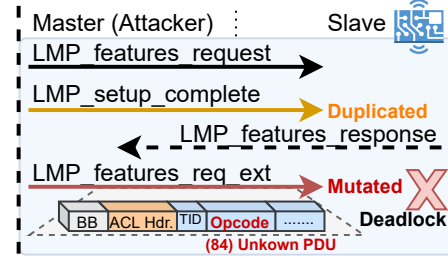 Master (Attacker) Slave
LMP_features_request
LMP_setup_complete
Duplicated
LMP_features_response
LMP_features_req_ext
Mutated
Deadlock
BB ACL Hdr. TID Opcode .......
(84) Unkown PDU